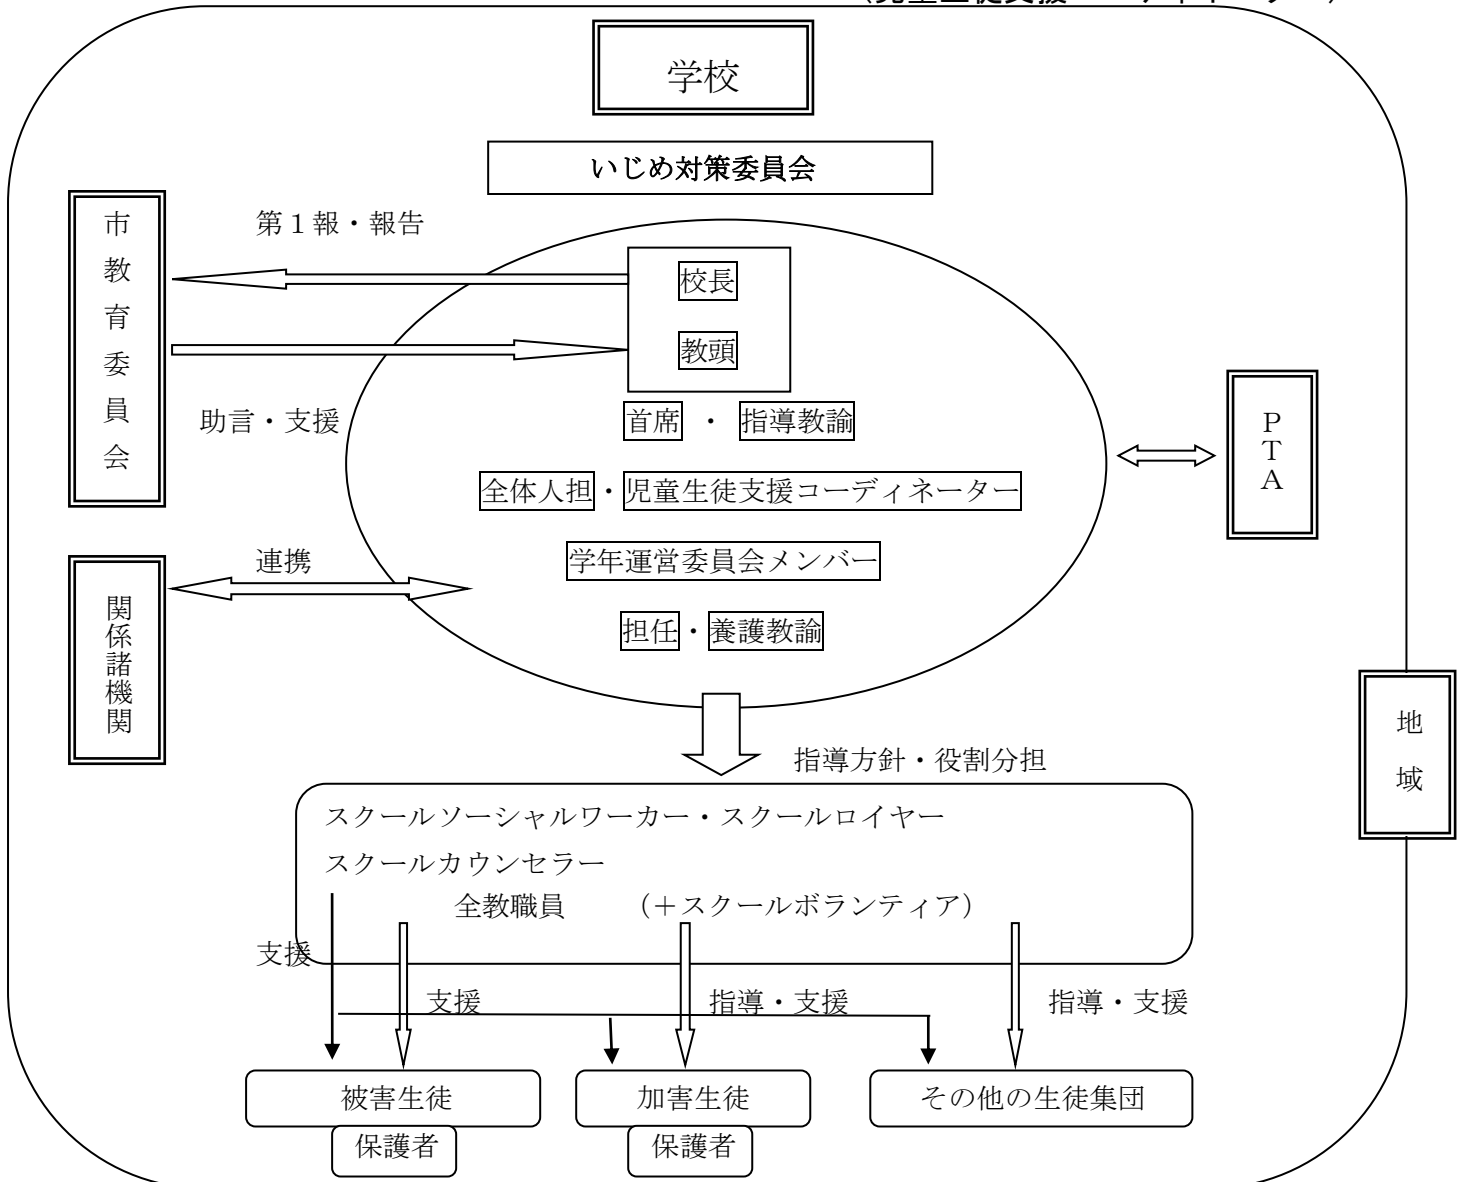 学校
いじめ対策委員会
市教育委員会
第１報・報告
校長
教頭
助言・支援
首席 ・ 指導教諭
PTA
全体人担・児童生徒支援コーディネーター
連携
学年運営委員会メンバー
関係諸機関
担任・養護教諭
地域
指導方針・役割分担
スクールソーシャルワーカー・スクールロイヤー
スクールカウンセラー
全教職員 （＋スクールボランティア）
支援
支援
指導・支援
指導・支援
被害生徒
加害生徒
その他の生徒集団
保護者
保護者